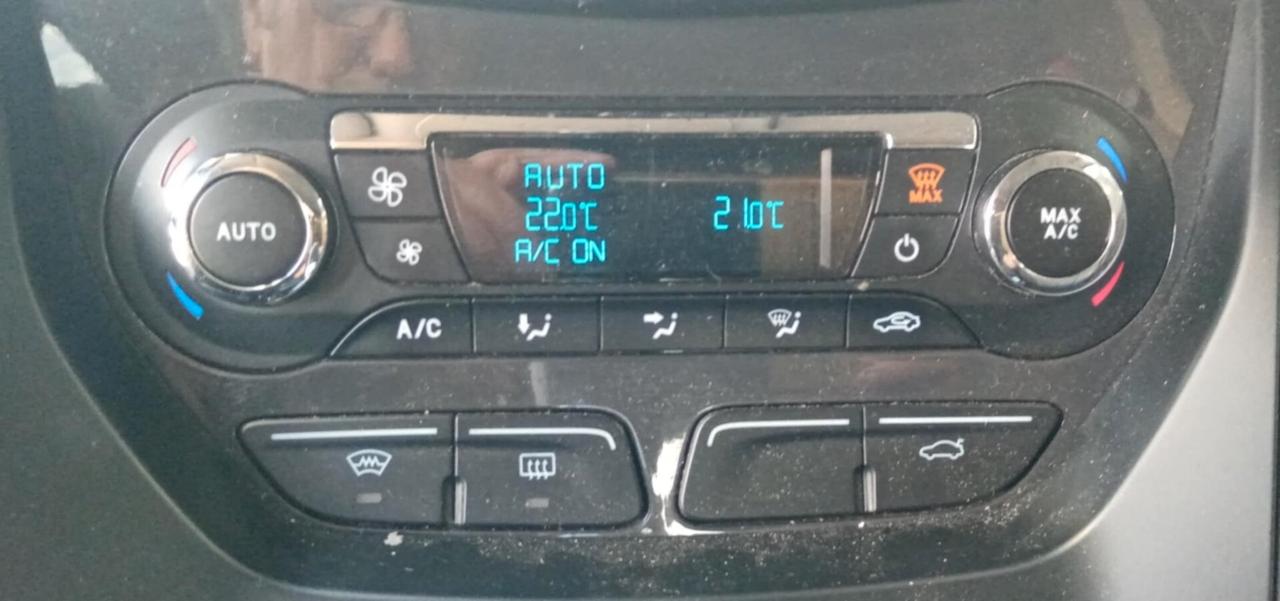 AUTO
AUTO
22.0°C 21.0°C
A/C ON
MAX
MAX
A/C
A/C